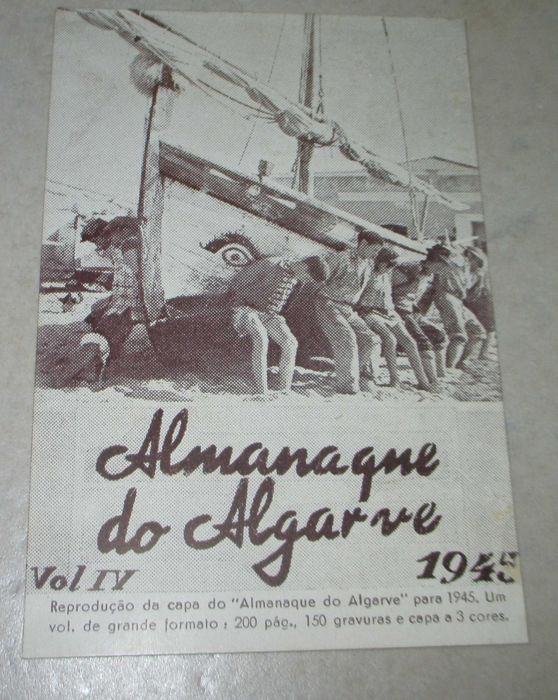 Almanaque
do Algarve
Vol IV 1945
Reprodução da capa do "Almanaque do Algarve" para 1945. Um
vol. de grande formato : 200 pág., 150 gravuras e capa a 3 cores.